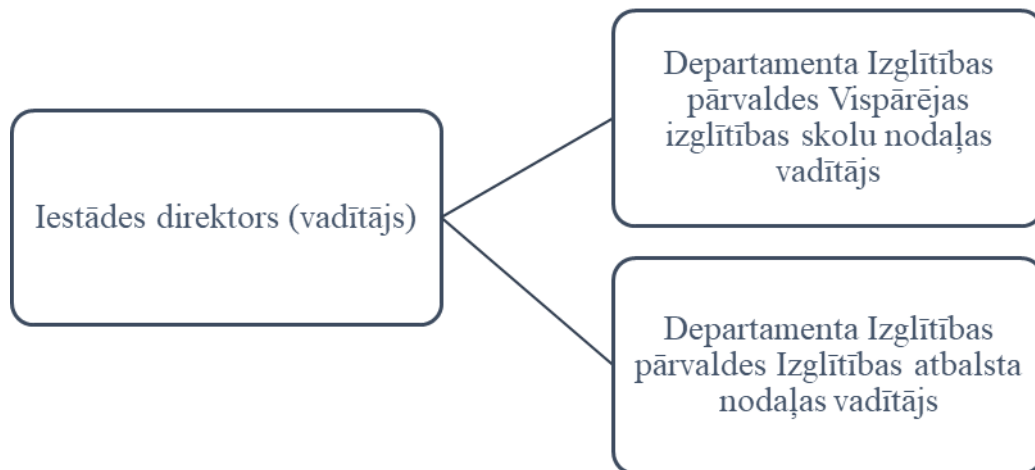 Iestādes direktors (vadītājs)
Departamenta Izglītības
pārvaldes Vispārējas
izglītības skolu nodaļas
vadītājs
Departamenta Izglītības
pārvaldes Izglītības atbalsta
nodaļas vadītājs